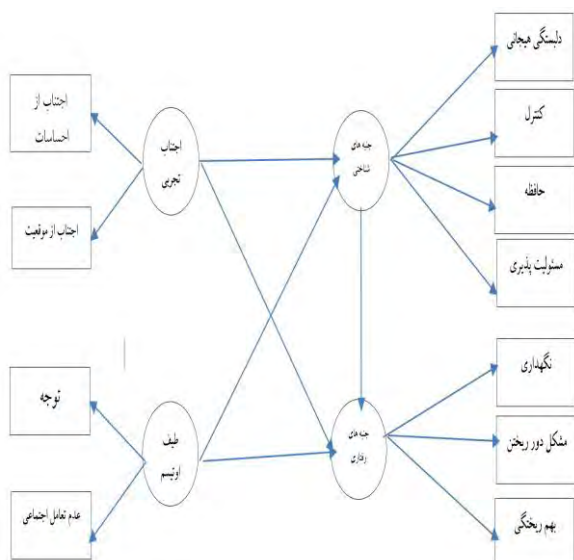 دلبستگی هیجانی
کنترل
حافظه
مسئولیت پذیری
نگهداری
مشکل دور ریختن
بهم ریختگی
جنبه های
شناختی
جنبه های
رفتاری
اجتناب
تجربی
طیف
اوتیسم
اجتناب از
احساسات
اجتناب از موقعیت
توجه
عدم تعامل اجتماعی